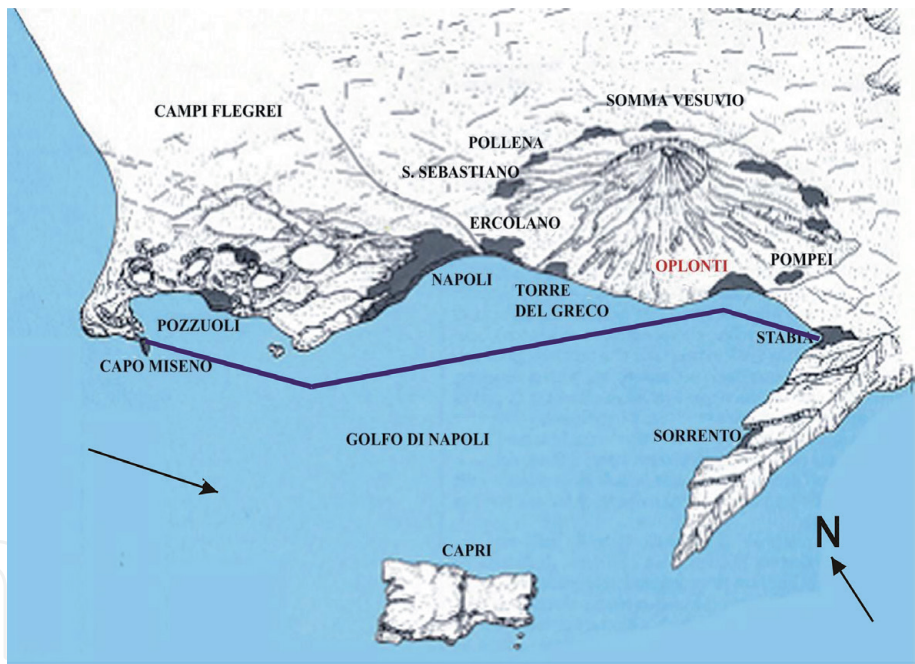 SOMMA VESUVIO
CAMPI FLEGREI
POLLENA
S. SEBASTIANO
ERCOLANO
OPLONTI
POMPEI
NAPOLI
TORRE
DEL GRECO
POZZUOLI
STABIA
CAPO MISENO
GOLFO DI NAPOLI
SORRENTO
N
CAPRI